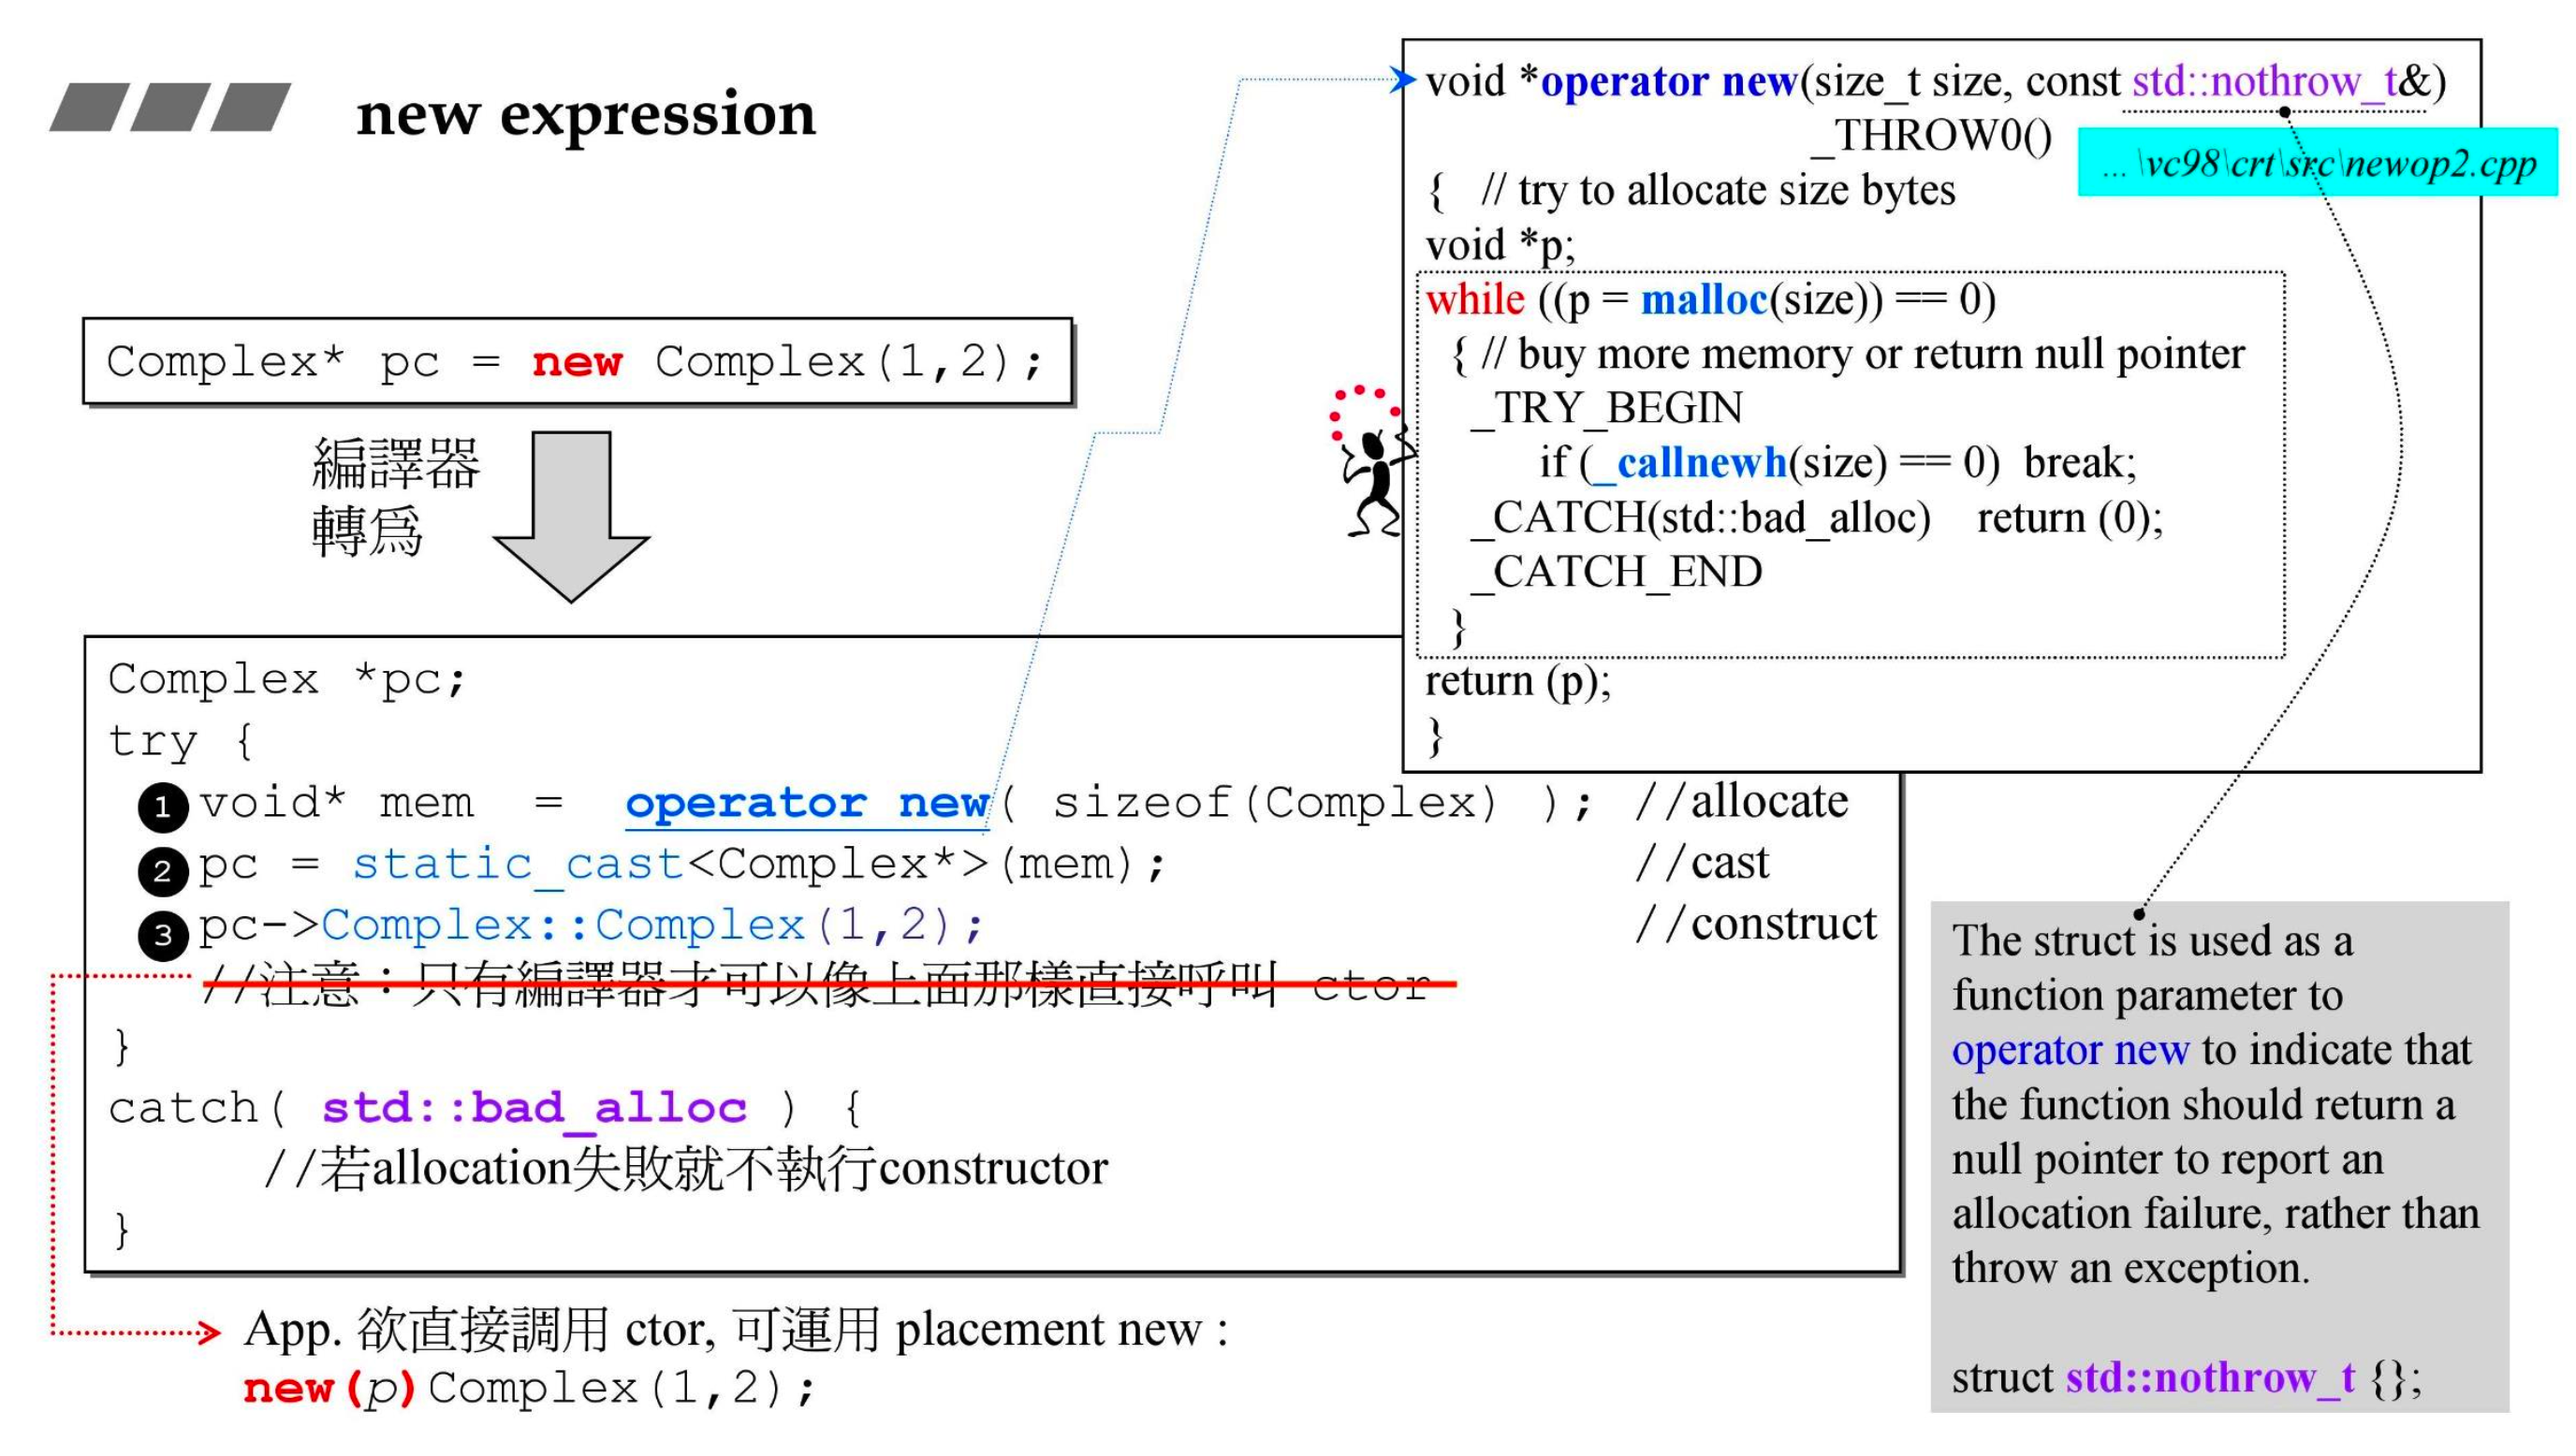 new expression
Complex* pc = new Complex(1,2);
編譯器
轉爲
Complex *pc;
try {
1 void* mem = operator new( sizeof(Complex) ); //allocate
2 pc = static_cast<Complex*>(mem); //cast
3 pc->Complex::Complex(1,2); //construct
//注意：只有編譯器才可以像上面那樣直接呼叫 ctor
}
catch( std::bad_alloc ) {
//若allocation失敗就不執行constructor
}
App. 欲直接調用 ctor, 可運用 placement new :
new(p)Complex(1,2);
void *operator new(size_t size, const std::nothrow_t&)
_THROW0()
... \vc98\crt\src\newop2.cpp
{ // try to allocate size bytes
void *p;
while ((p = malloc(size)) == 0)
{ // buy more memory or return null pointer
_TRY_BEGIN
if (_callnewh(size) == 0) break;
_CATCH(std::bad_alloc) return (0);
_CATCH_END
}
return (p);
}
The struct is used as a
function parameter to
operator new to indicate that
the function should return a
null pointer to report an
allocation failure, rather than
throw an exception.
struct std::nothrow_t {};